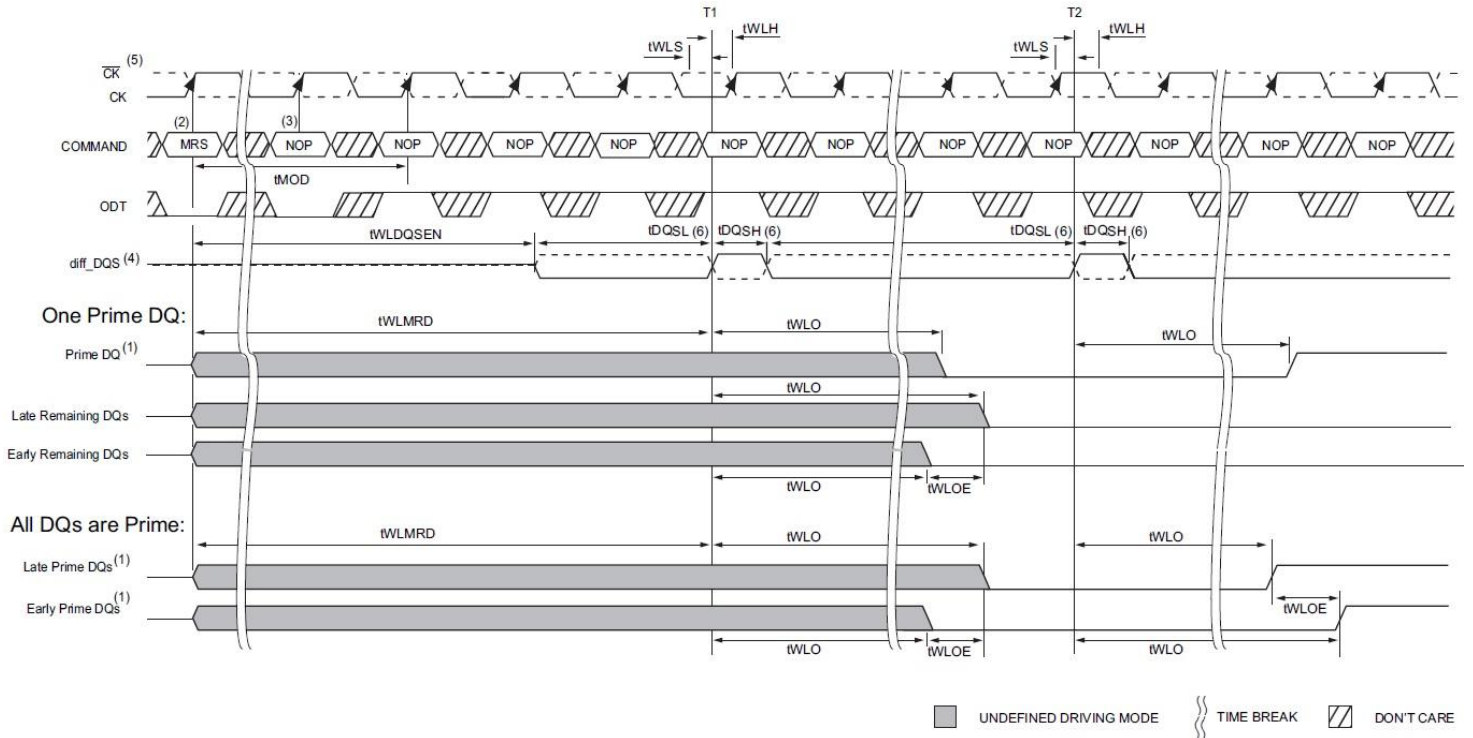 T1 T2
tWLS tWLH tWLS tWLH
CK (5)
CK
(2) (3)
COMMAND MRS NOP NOP NOP NOP NOP NOP NOP NOP NOP NOP NOP
tMOD
ODT
tWLDQSEN tDQSL (6) tDQSH (6) tDQSL (6) tDQSH (6)
diff_DQS (4)
One Prime DQ:
tWLMRD tWLO tWLO
Prime DQ(1)
tWLO
Late Remaining DQs
Early Remaining DQs
tWLO tWLOE
All DQs are Prime:
tWLMRD tWLO tWLO
Late Prime DQs(1)
tWLOE
Early Prime DQs(1)
tWLO tWLOE tWLO
UNDEFINED DRIVING MODE TIME BREAK DON'T CARE